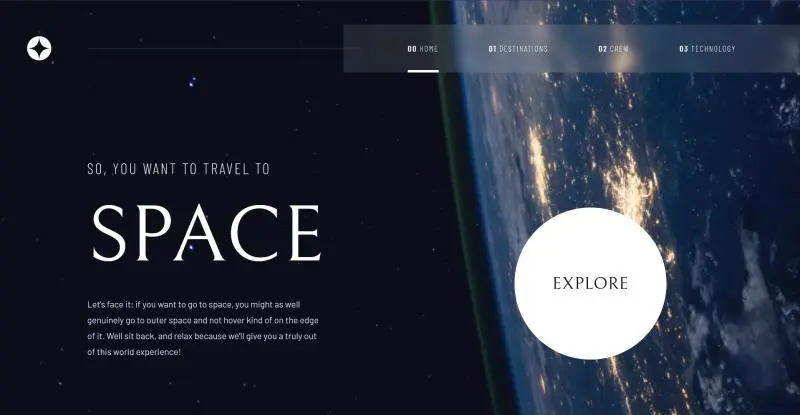 00 HOME
01 DESTINATIONS
02 CREW
03 TECHNOLOGY
SO, YOU WANT TO TRAVEL TO
SPACE
Let's face it: if you want to go to space, you might as well
genuinely go to outer space and not hover kind of on the edge
of it. Well sit back, and relax because we'll give you a truly out
of this world experience!
EXPLORE